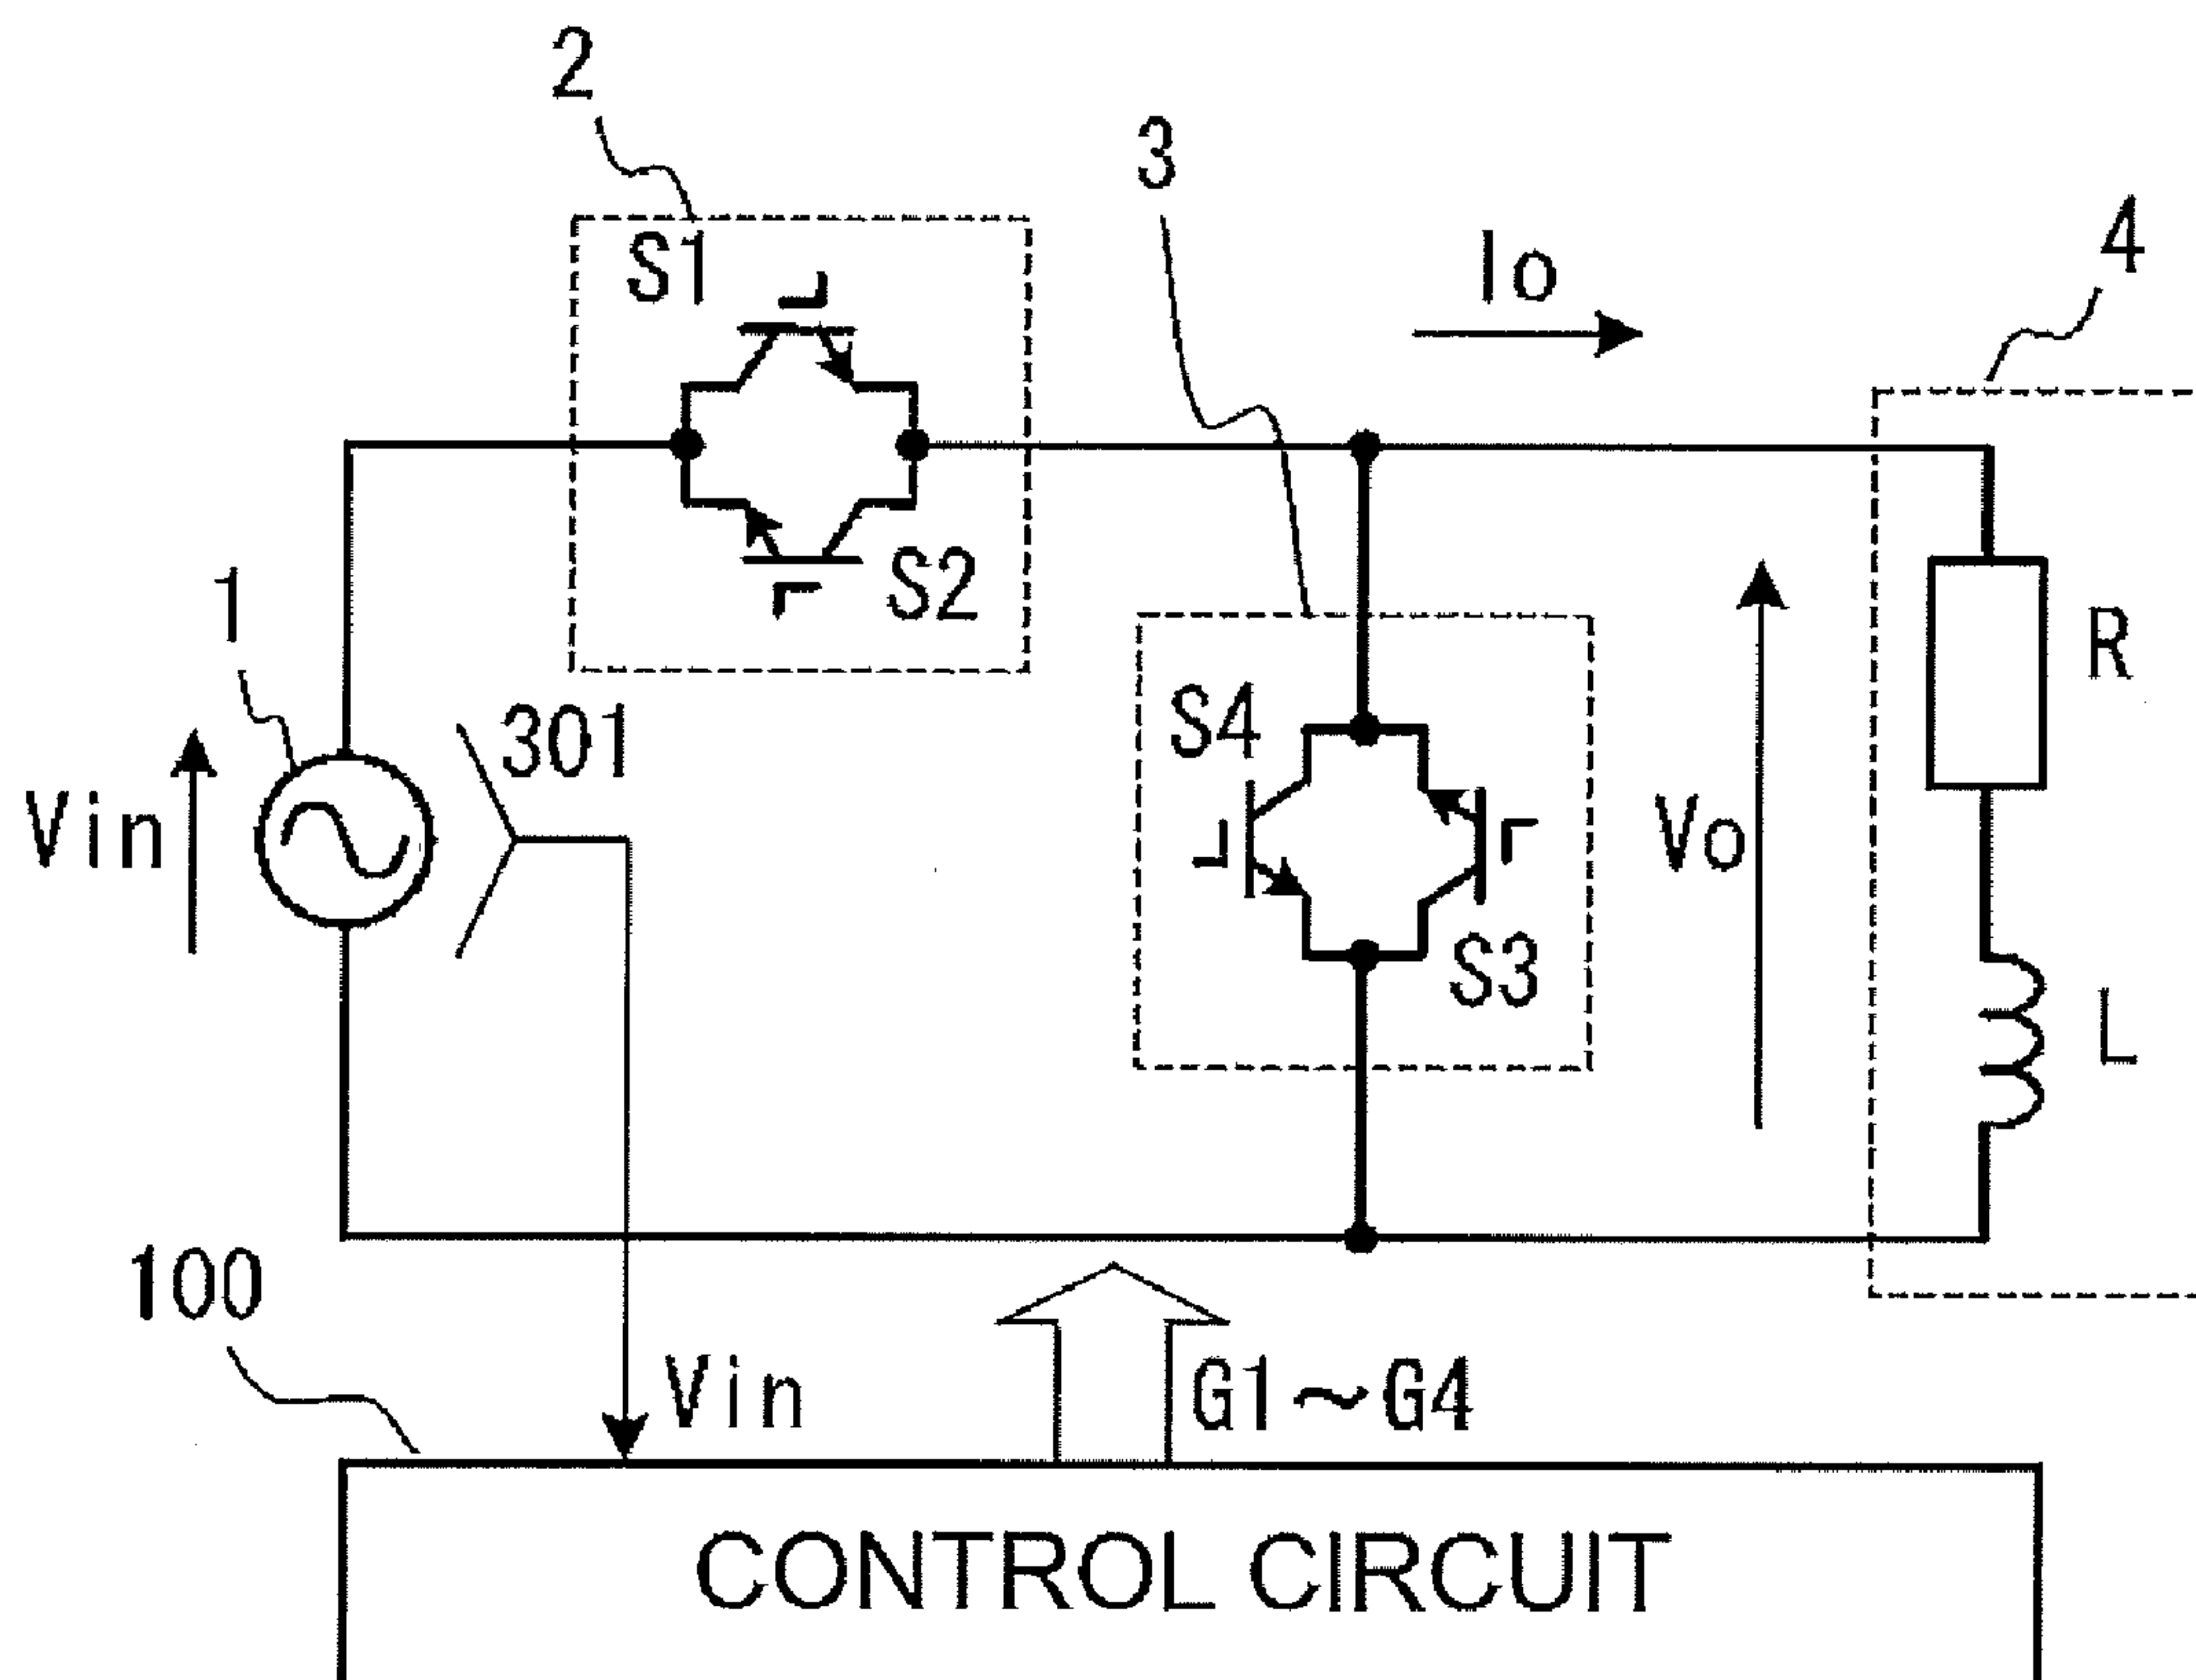 2
3
4
S1
Io
S2
1
R
S4
301
Vin
Vo
S3
L
100
Vin
G1~G4
CONTROL CIRCUIT